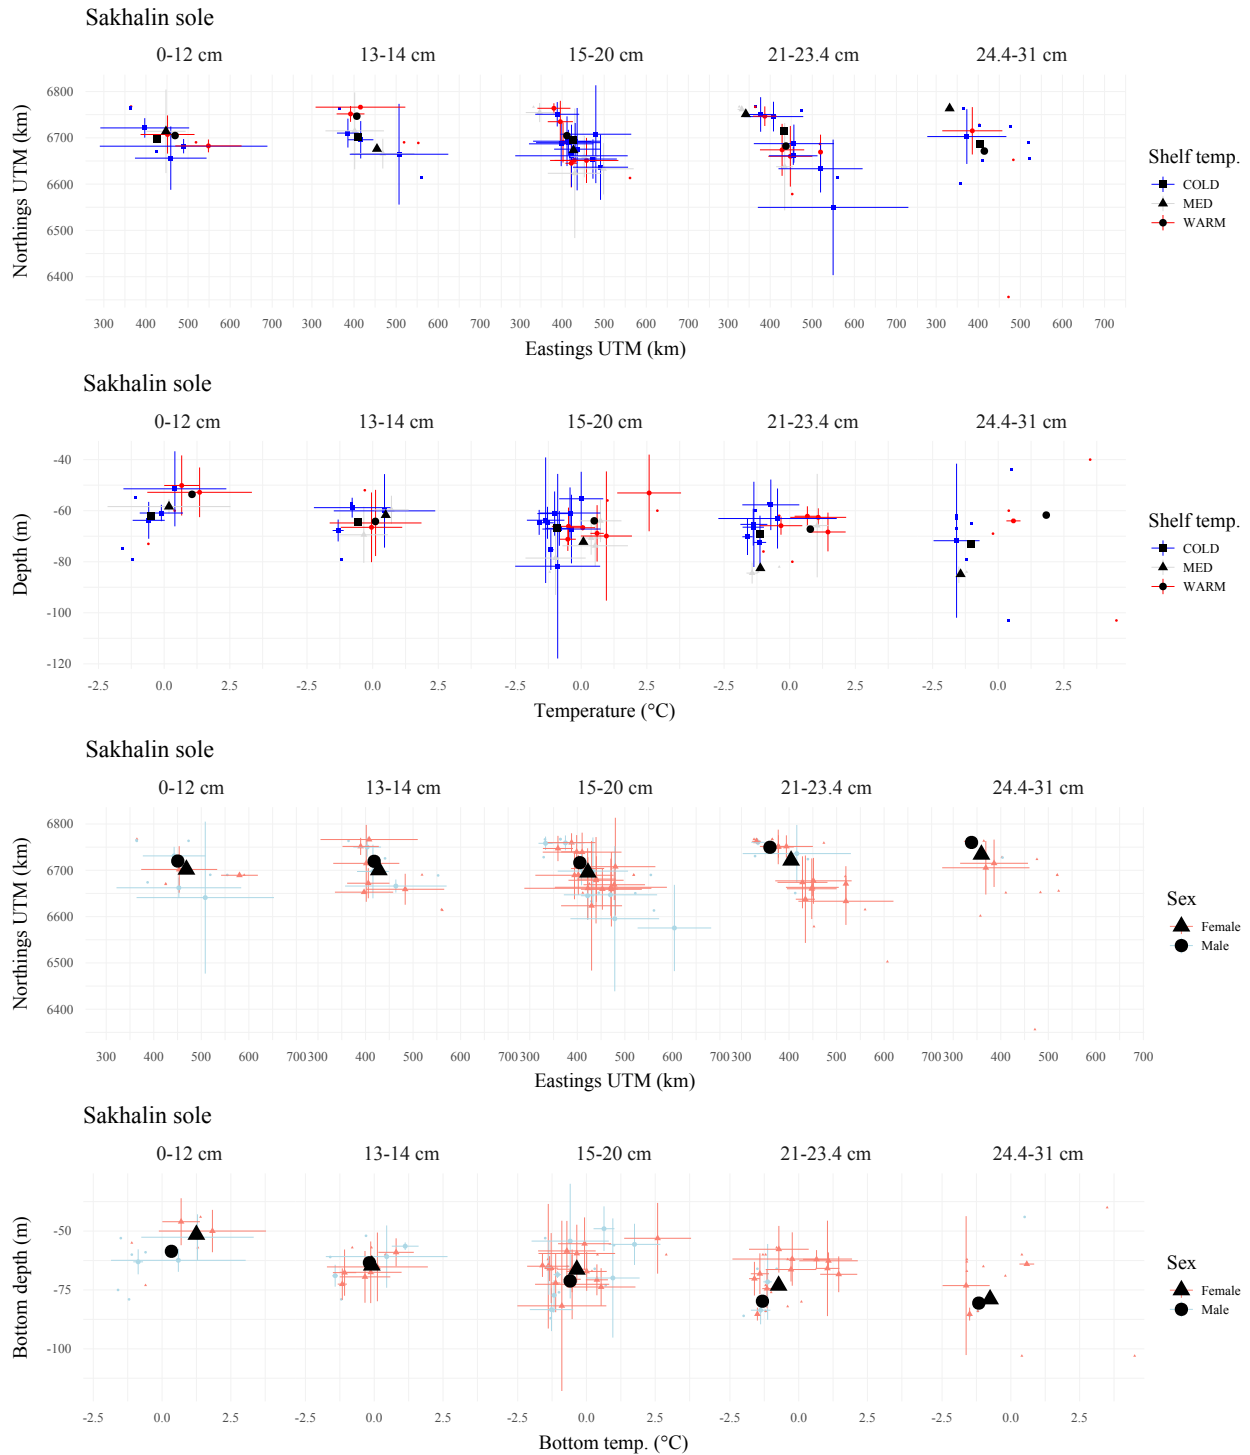 Sakhalin sole
0-12 cm 13-14 cm 15-20 cm 21-23.4 cm 24.4-31 cm
6800
6700
6600
6500
6400
Northings UTM (km)
300 400 500 600 700 300 400 500 600 700 300 400 500 600 700 300 400 500 600 700 300 400 500 600 700
Eastings UTM (km)
Shelf temp.
COLD
MED
WARM
Sakhalin sole
0-12 cm 13-14 cm 15-20 cm 21-23.4 cm 24.4-31 cm
-40
-60
-80
-100
-120
Depth (m)
-2.5 0.0 2.5 -2.5 0.0 2.5 -2.5 0.0 2.5 -2.5 0.0 2.5 -2.5 0.0 2.5
Temperature (°C)
Shelf temp.
COLD
MED
WARM
Sakhalin sole
0-12 cm 13-14 cm 15-20 cm 21-23.4 cm 24.4-31 cm
6800
6700
6600
6500
6400
Northings UTM (km)
300 400 500 600 700 300 400 500 600 700 300 400 500 600 700 300 400 500 600 700 300 400 500 600 700
Eastings UTM (km)
Sex
Female
Male
Sakhalin sole
0-12 cm 13-14 cm 15-20 cm 21-23.4 cm 24.4-31 cm
-50
-75
-100
Bottom depth (m)
-2.5 0.0 2.5 -2.5 0.0 2.5 -2.5 0.0 2.5 -2.5 0.0 2.5 -2.5 0.0 2.5
Bottom temp. (°C)
Sex
Female
Male